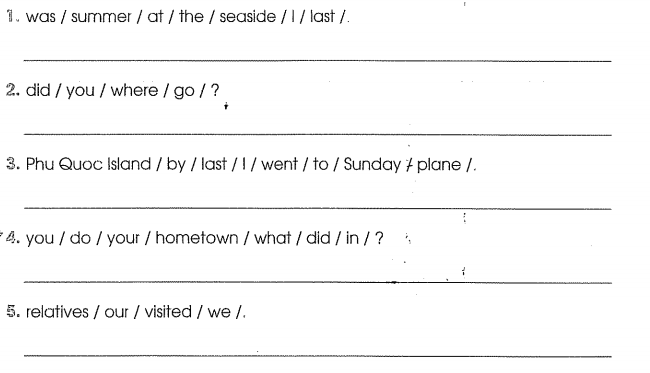 1. was / summer / at / the / seaside / I / last /.
2. did / you / where / go / ?
3. Phu Quoc Island / by / last / I / went / to / Sunday / plane /.
4. you / do / your / hometown / what / did / in / ?
5. relatives / our / visited / we /.